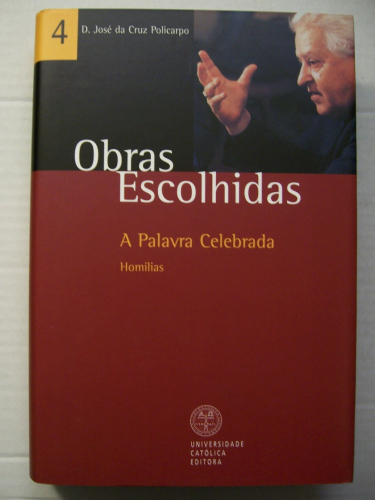 4
D. José da Cruz Policarpo
Obras
Escolhidas
A Palavra Celebrada
Homilias
UNIVERSIDADE
CATÓLICA
EDITORA